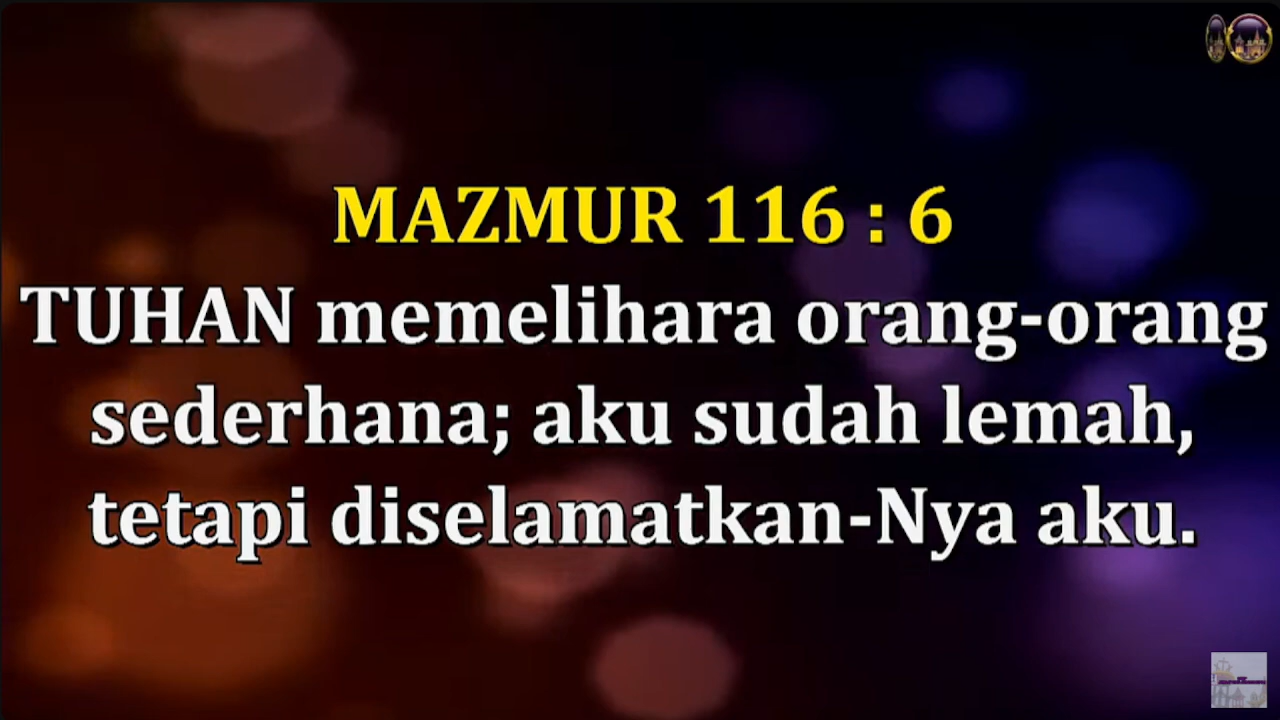 MAZMUR 116 : 6
TUHAN memelihara orang-orang
sederhana; aku sudah lemah,
tetapi diselamatkan-Nya aku.